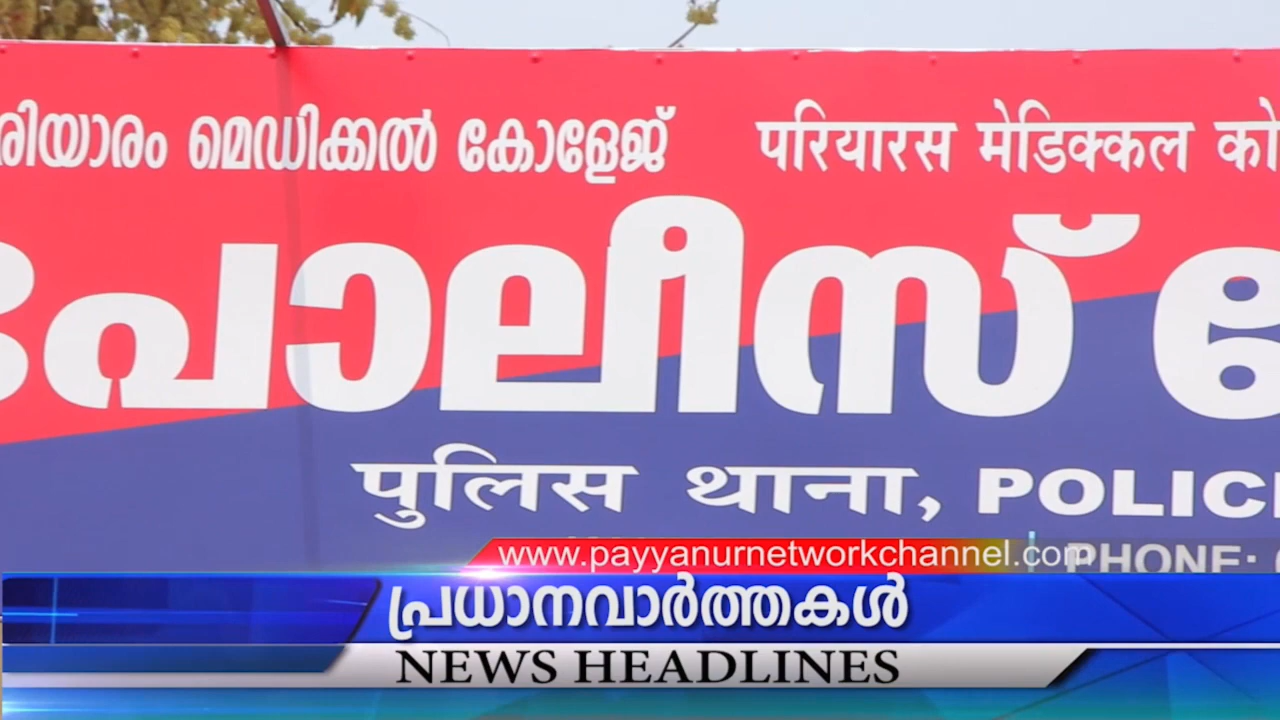 രിയാരം മെഡിക്കൽ കോളേജ് परियारस मेडिक्कल को
പോലീസ്
पुलिस थाना, POLIC
www.payyanurnetworkchannel.com
PHONE:
പ്രധാനവാർത്തകൾ
NEWS HEADLINES